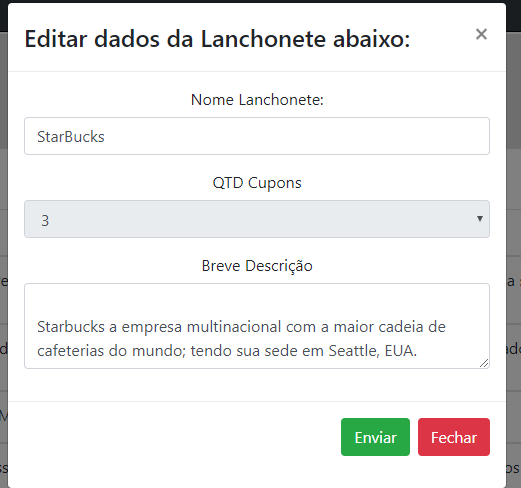 Editar dados da Lanchonete abaixo:
×
Nome Lanchonete:
StarBucks
QTD Cupons
3
Breve Descrição
Starbucks a empresa multinacional com a maior cadeia de
cafeterias do mundo; tendo sua sede em Seattle, EUA.
Enviar
Fechar